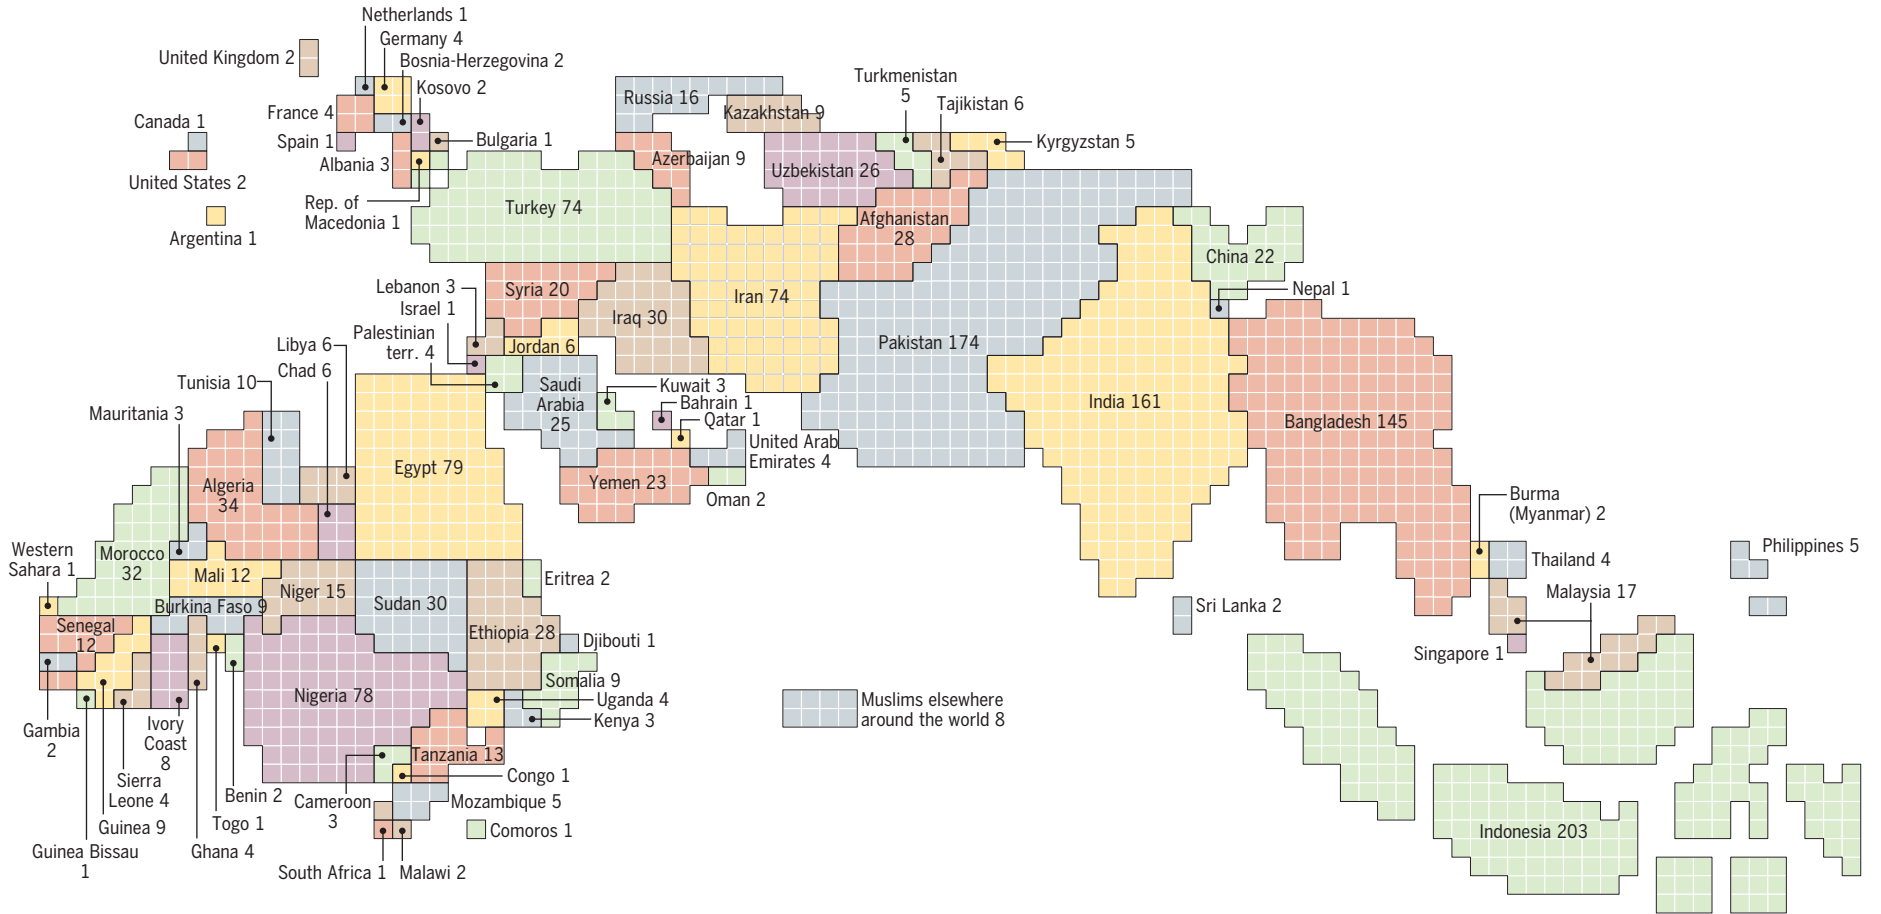 Netherlands 1
Germany 4
United Kingdom 2
Bosnia-Herzegovina 2
Kosovo 2
France 4
Canada 1
Spain 1
Bulgaria 1
Albania 3
United States 2
Rep. of
Macedonia 1
Argentina 1
Russia 16
Kazakhstan 9
Turkmenistan
5
Tajikistan 6
Kyrgyzstan 5
Azerbaijan 9
Uzbekistan 26
Turkey 74
Afghanistan
28
China 22
Nepal 1
Lebanon 3
Israel 1
Syria 20
Iraq 30
Iran 74
Palestinian
terr. 4
Jordan 6
Pakistan 174
Libya 6
Chad 6
Tunisia 10
Mauritania 3
Saudi
Arabia
25
Kuwait 3
Bahrain 1
Qatar 1
United Arab
Emirates 4
India 161
Bangladesh 145
Egypt 79
Algeria
34
Yemen 23
Oman 2
Burma
(Myanmar) 2
Western
Sahara 1
Morocco
32
Mali 12
Niger 15
Sudan 30
Eritrea 2
Thailand 4
Philippines 5
Malaysia 17
Burkina Faso 9
Sri Lanka 2
Senegal
12
Ethiopia 28
Djibouti 1
Singapore 1
Somalia 9
Nigeria 78
Uganda 4
Kenya 3
Muslims elsewhere
around the world 8
Gambia
2
Ivory
Coast
8
Tanzania 13
Sierra
Leone 4
Congo 1
Benin 2
Cameroon
3
Mozambique 5
Guinea 9
Togo 1
Comoros 1
Indonesia 203
Guinea Bissau
1
Ghana 4
South Africa 1
Malawi 2